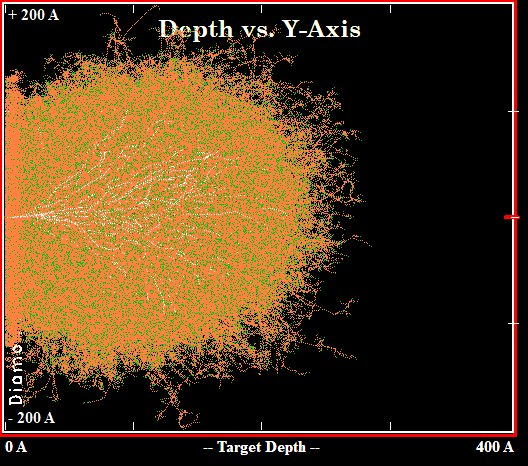 + 200 A
Depth vs. Y-Axis
Diamo
- 200 A
0 A
-- Target Depth --
400 A